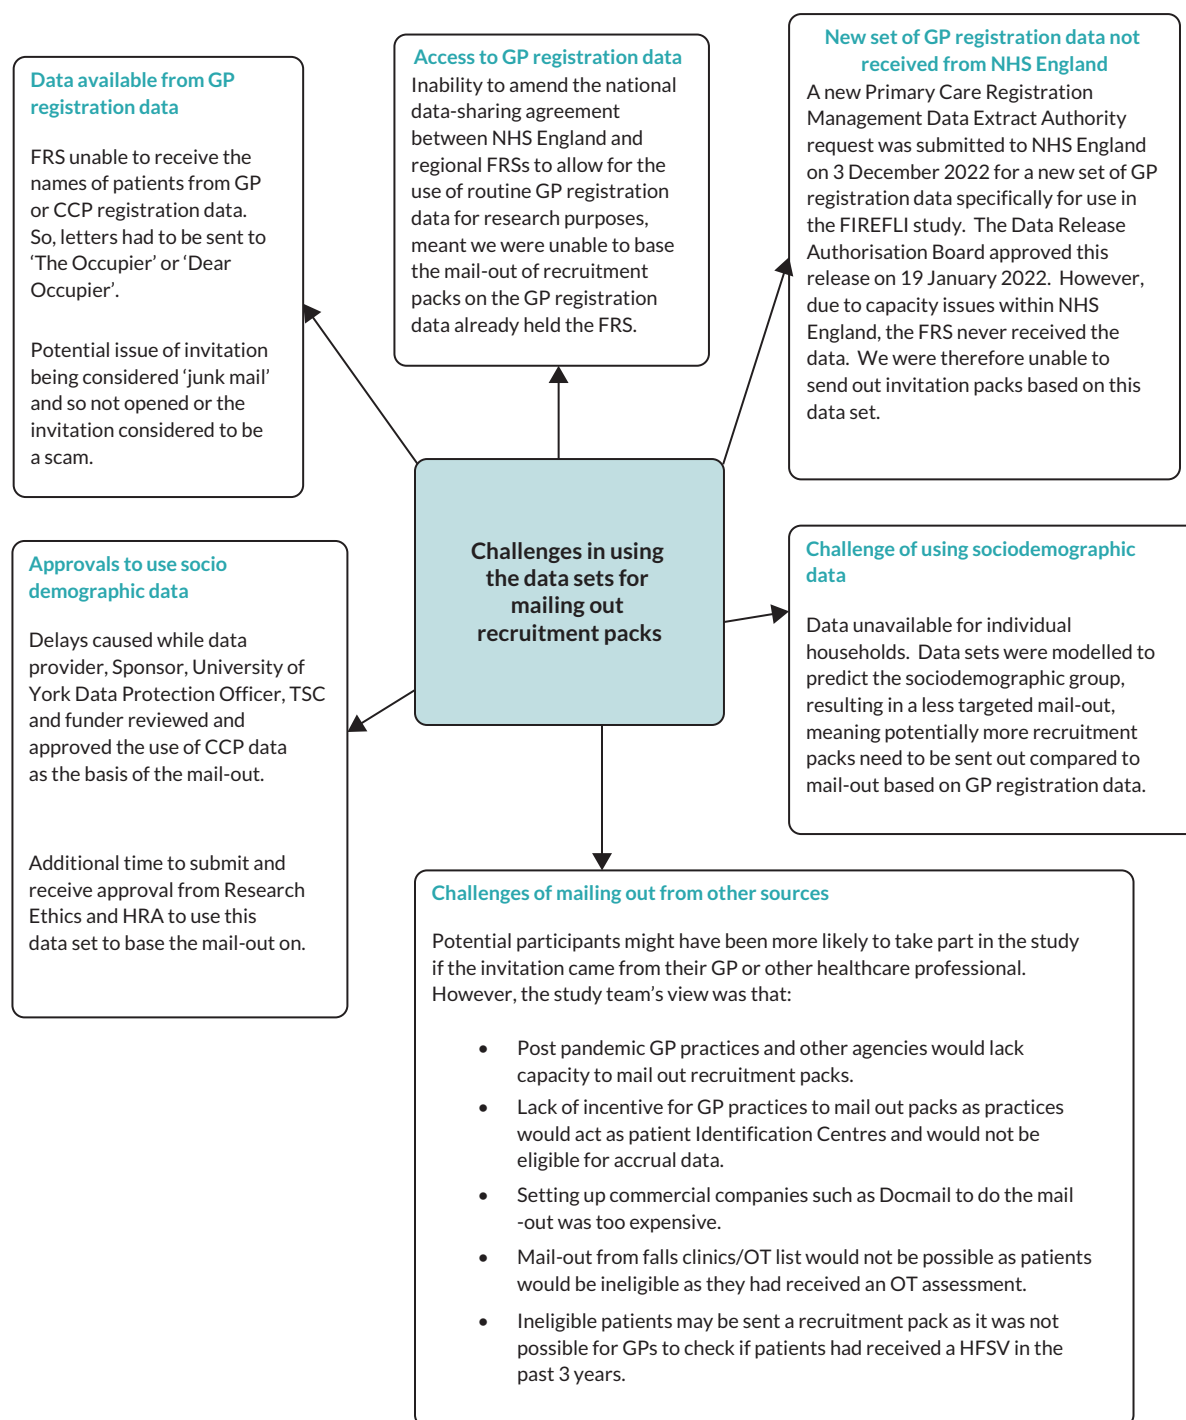 Data available from GP
registration data
FRS unable to receive the
names of patients from GP
or CCP registration data.
So, letters had to be sent to
‘The Occupier’ or ‘Dear
Occupier’.
Potential issue of invitation
being considered ‘junk mail’
and so not opened or the
invitation considered to be
a scam.
Access to GP registration data
Inability to amend the national
data-sharing agreement
between NHS England and
regional FRSs to allow for the
use of routine GP registration
data for research purposes,
meant we were unable to base
the mail-out of recruitment
packs on the GP registration
data already held the FRS.
New set of GP registration data not
received from NHS England
A new Primary Care Registration
Management Data Extract Authority
request was submitted to NHS England
on 3 December 2022 for a new set of GP
registration data specifically for use in
the FIREFLI study. The Data Release
Authorisation Board approved this
release on 19 January 2022. However,
due to capacity issues within NHS
England, the FRS never received the
data. We were therefore unable to
send out invitation packs based on this
data set.
Challenges in using
the data sets for
mailing out
recruitment packs
Approvals to use socio
demographic data
Delays caused while data
provider, Sponsor, University of
York Data Protection Officer, TSC
and funder reviewed and
approved the use of CCP data
as the basis of the mail-out.
Additional time to submit and
receive approval from Research
Ethics and HRA to use this
data set to base the mail-out on.
Challenge of using sociodemographic
data
Data unavailable for individual
households. Data sets were modelled to
predict the sociodemographic group,
resulting in a less targeted mail-out,
meaning potentially more recruitment
packs need to be sent out compared to
mail-out based on GP registration data.
Challenges of mailing out from other sources
Potential participants might have been more likely to take part in the study
if the invitation came from their GP or other healthcare professional.
However, the study team’s view was that:
• Post pandemic GP practices and other agencies would lack
capacity to mail out recruitment packs.
• Lack of incentive for GP practices to mail out packs as practices
would act as patient Identification Centres and would not be
eligible for accrual data.
• Setting up commercial companies such as Docmail to do the mail
-out was too expensive.
• Mail-out from falls clinics/OT list would not be possible as patients
would be ineligible as they had received an OT assessment.
• Ineligible patients may be sent a recruitment pack as it was not
possible for GPs to check if patients had received a HFSV in the
past 3 years.